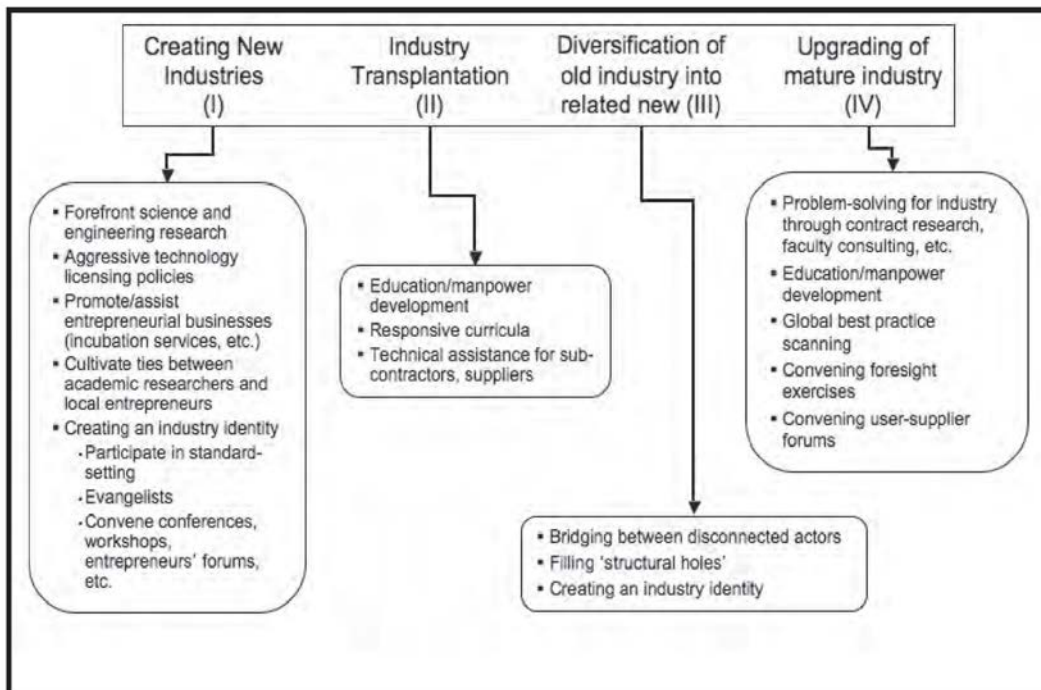 Creating New
Industries
(I)
Industry
Transplantation
(II)
Diversification of
old industry into
related new (III)
Upgrading of
mature industry
(IV)
▪ Forefront science and
engineering research
▪ Aggressive technology
licensing policies
▪ Promote/assist
entrepreneurial businesses
(incubation services, etc.)
▪ Cultivate ties between
academic researchers and
local entrepreneurs
▪ Creating an industry identity
▪ Participate in standard-
setting
▪ Evangelists
▪ Convene conferences,
workshops,
entrepreneurs’ forums,
etc.
▪ Education/manpower
development
▪ Responsive curricula
▪ Technical assistance for sub-
contractors, suppliers
▪ Bridging between disconnected actors
▪ Filling ‘structural holes’
▪ Creating an industry identity
▪ Problem-solving for industry
through contract research,
faculty consulting, etc.
▪ Education/manpower
development
▪ Global best practice
scanning
▪ Convening foresight
exercises
▪ Convening user-supplier
forums